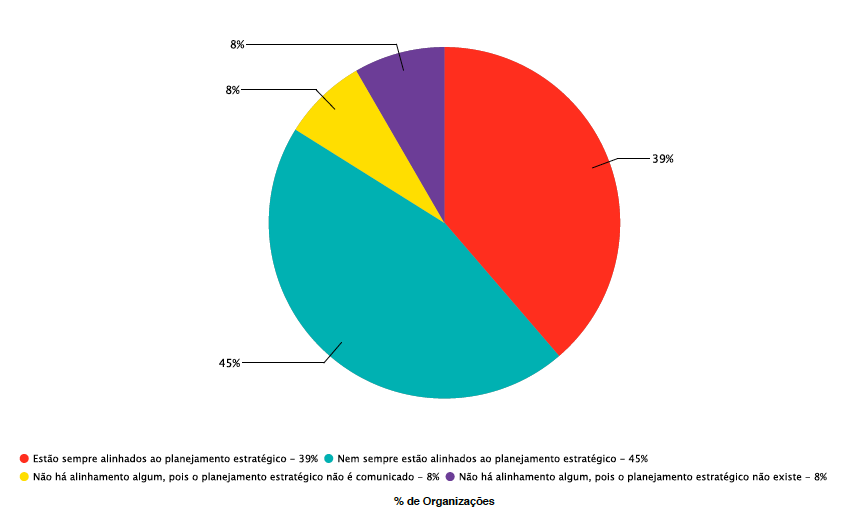 8%
8%
39%
45%
Estão sempre alinhados ao planejamento estratégico - 39% Nem sempre estão alinhados ao planejamento estratégico - 45%
Não há alinhamento algum, pois o planejamento estratégico não é comunicado - 8% Não há alinhamento algum, pois o planejamento estratégico não existe - 8%
% de Organizações